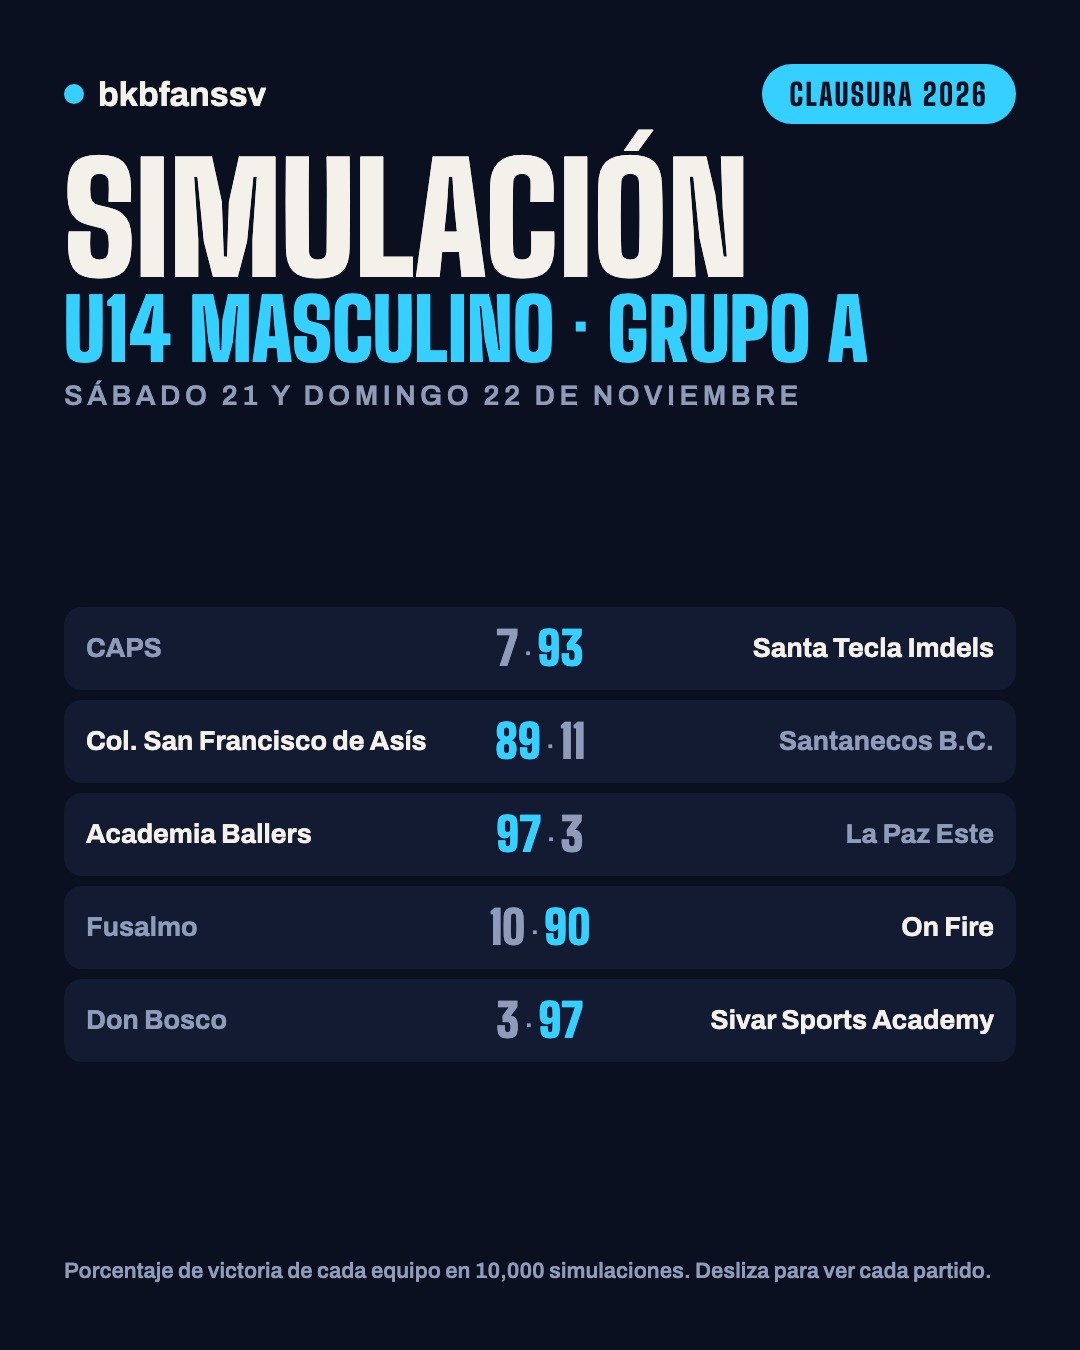 bkbfanssv
CLAUSURA 2026
SIMULACIÓN
U14 MASCULINO · GRUPO A
SÁBADO 21 Y DOMINGO 22 DE NOVIEMBRE
CAPS 7 · 93 Santa Tecla Imdels
Col. San Francisco de Asís 89 · 11 Santanecos B.C.
Academia Ballers 97 · 3 La Paz Este
Fusalmo 10 · 90 On Fire
Don Bosco 3 · 97 Sivar Sports Academy
Porcentaje de victoria de cada equipo en 10,000 simulaciones. Desliza para ver cada partido.